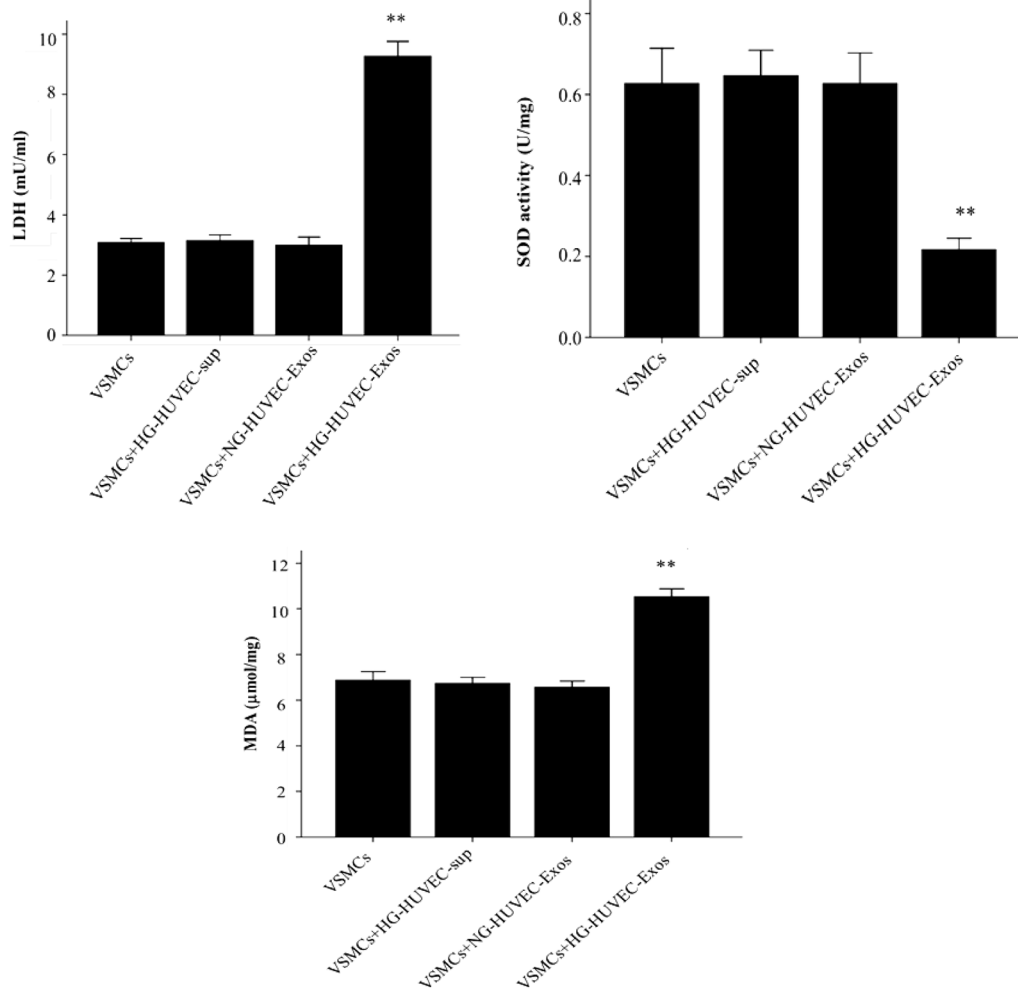 LDH (mU/ml)
10
8
6
4
2
0
**
VSMCs
VSMCs+HG-HUVEC-sup
VSMCs+NG-HUVEC-Exos
VSMCs+HG-HUVEC-Exos
SOD activity (U/mg)
0.8
0.6
0.4
0.2
0.0
**
VSMCs
VSMCs+HG-HUVEC-sup
VSMCs+NG-HUVEC-Exos
VSMCs+HG-HUVEC-Exos
MDA (μmol/mg)
12
10
8
6
4
2
0
**
VSMCs
VSMCs+HG-HUVEC-sup
VSMCs+NG-HUVEC-Exos
VSMCs+HG-HUVEC-Exos